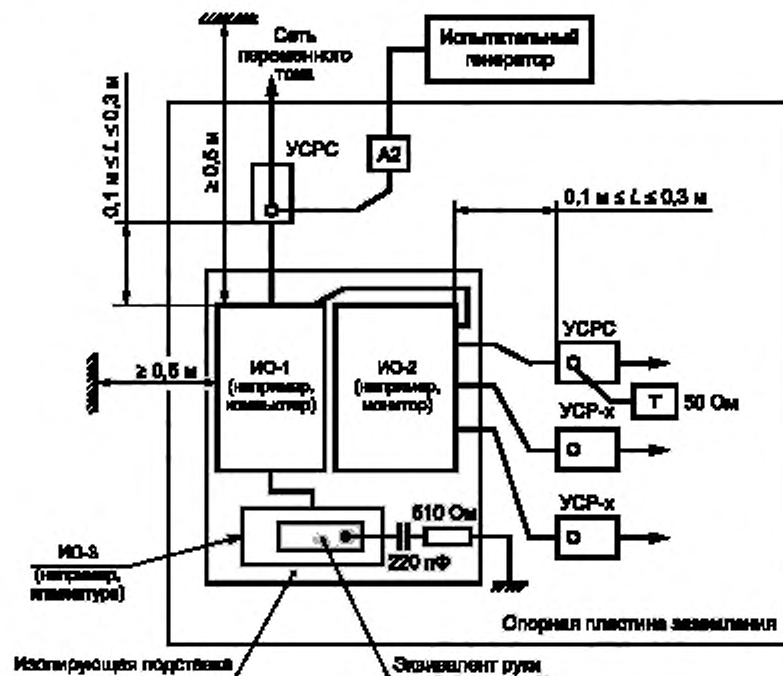 Сеть
переменного
тока
Испытательный
генератор
0,1 м ≤ L ≤ 0,3 м
≥ 0,5 м
УСРС
А2
0,1 м ≤ L ≤ 0,3 м
ИО-1
(например,
компьютер)
ИО-2
(например,
монитор)
≥ 0,5 м
УСРС
Т
50 Ом
УСР-х
УСР-х
510 Ом
220 пФ
ИО-3
(например,
клавиатура)
Опорная пластина заземления
Изолирующая подставка
Эквивалент руки